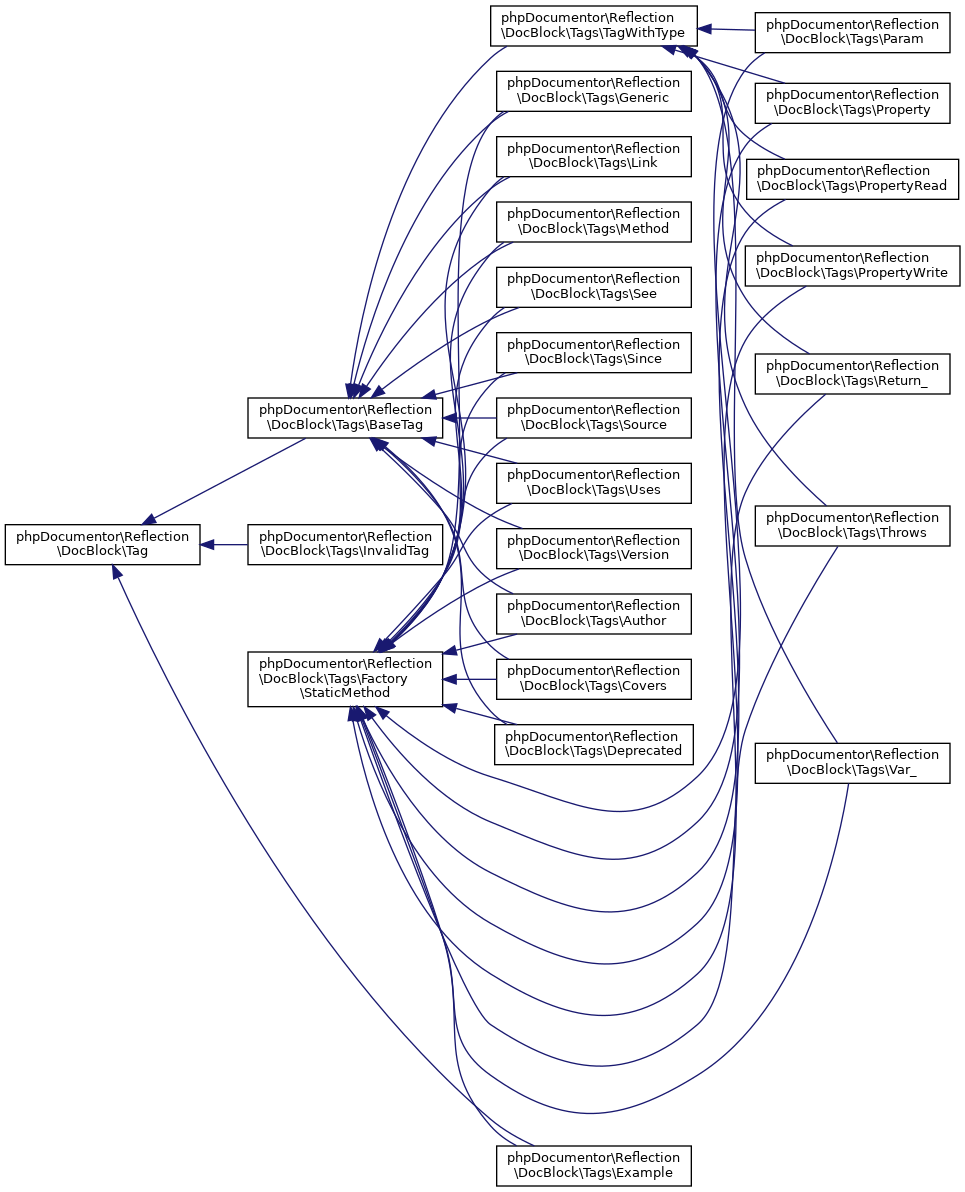 phpDocumentor\Reflection
\DocBlock\Tag
phpDocumentor\Reflection
\DocBlock\Tags\BaseTag
phpDocumentor\Reflection
\DocBlock\Tags\InvalidTag
phpDocumentor\Reflection
\DocBlock\Tags\Factory
\StaticMethod
phpDocumentor\Reflection
\DocBlock\Tags\TagWithType
phpDocumentor\Reflection
\DocBlock\Tags\Generic
phpDocumentor\Reflection
\DocBlock\Tags\Link
phpDocumentor\Reflection
\DocBlock\Tags\Method
phpDocumentor\Reflection
\DocBlock\Tags\See
phpDocumentor\Reflection
\DocBlock\Tags\Since
phpDocumentor\Reflection
\DocBlock\Tags\Source
phpDocumentor\Reflection
\DocBlock\Tags\Uses
phpDocumentor\Reflection
\DocBlock\Tags\Version
phpDocumentor\Reflection
\DocBlock\Tags\Author
phpDocumentor\Reflection
\DocBlock\Tags\Covers
phpDocumentor\Reflection
\DocBlock\Tags\Deprecated
phpDocumentor\Reflection
\DocBlock\Tags\Example
phpDocumentor\Reflection
\DocBlock\Tags\Param
phpDocumentor\Reflection
\DocBlock\Tags\Property
phpDocumentor\Reflection
\DocBlock\Tags\PropertyRead
phpDocumentor\Reflection
\DocBlock\Tags\PropertyWrite
phpDocumentor\Reflection
\DocBlock\Tags\Return_
phpDocumentor\Reflection
\DocBlock\Tags\Throws
phpDocumentor\Reflection
\DocBlock\Tags\Var_